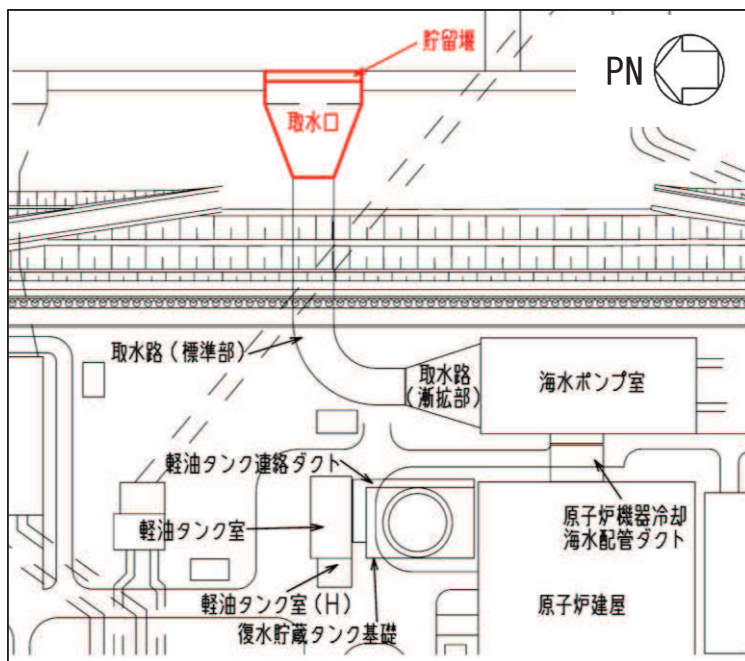 貯留堰
PN
取水口
取水路(標準部)
取水路
(漸拡部)
海水ポンプ室
軽油タンク連絡ダクト
軽油タンク室
原子炉機器冷却
海水配管ダクト
軽油タンク室(H)
復水貯蔵タンク基礎
原子炉建屋